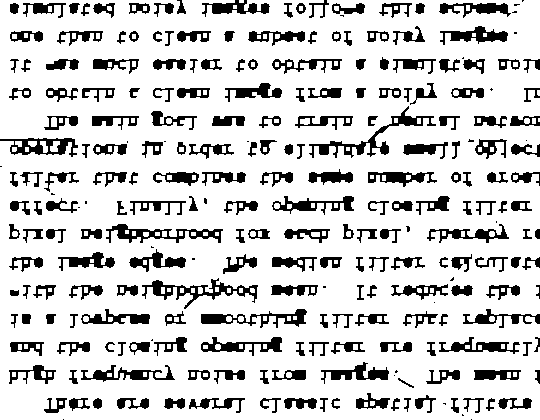 There are several classic spatial filters
high frequency noise from images. The mean
and the closing opening filter are frequentl
is a lowpass or smoothing filter that replace
with the neighborhood mean. It reduces the
the image edges. The median filter calculate
pixel neighborhood for each pixel, thereby re
effect. Finally, the opening closing filter
filter that combines the same number of eros
operations in order to eliminate small object
The main goal was to train a neural networ
to obtain a clean image from a noisy one. In
it was much easier to obtain a simulated nois
one than to clean a subset of noisy images.
simulated noisy images this scheme.